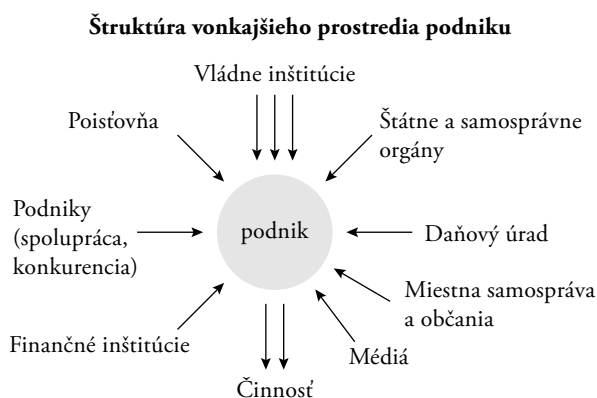 Štruktúra vonkajšieho prostredia podniku
Vládne inštitúcie
Poisťovňa
Štátne a samosprávne
orgány
Podniky
(spolupráca,
konkurencia)
podnik
Daňový úrad
Miestna samospráva
a občania
Finančné inštitúcie
Médiá
Činnosť